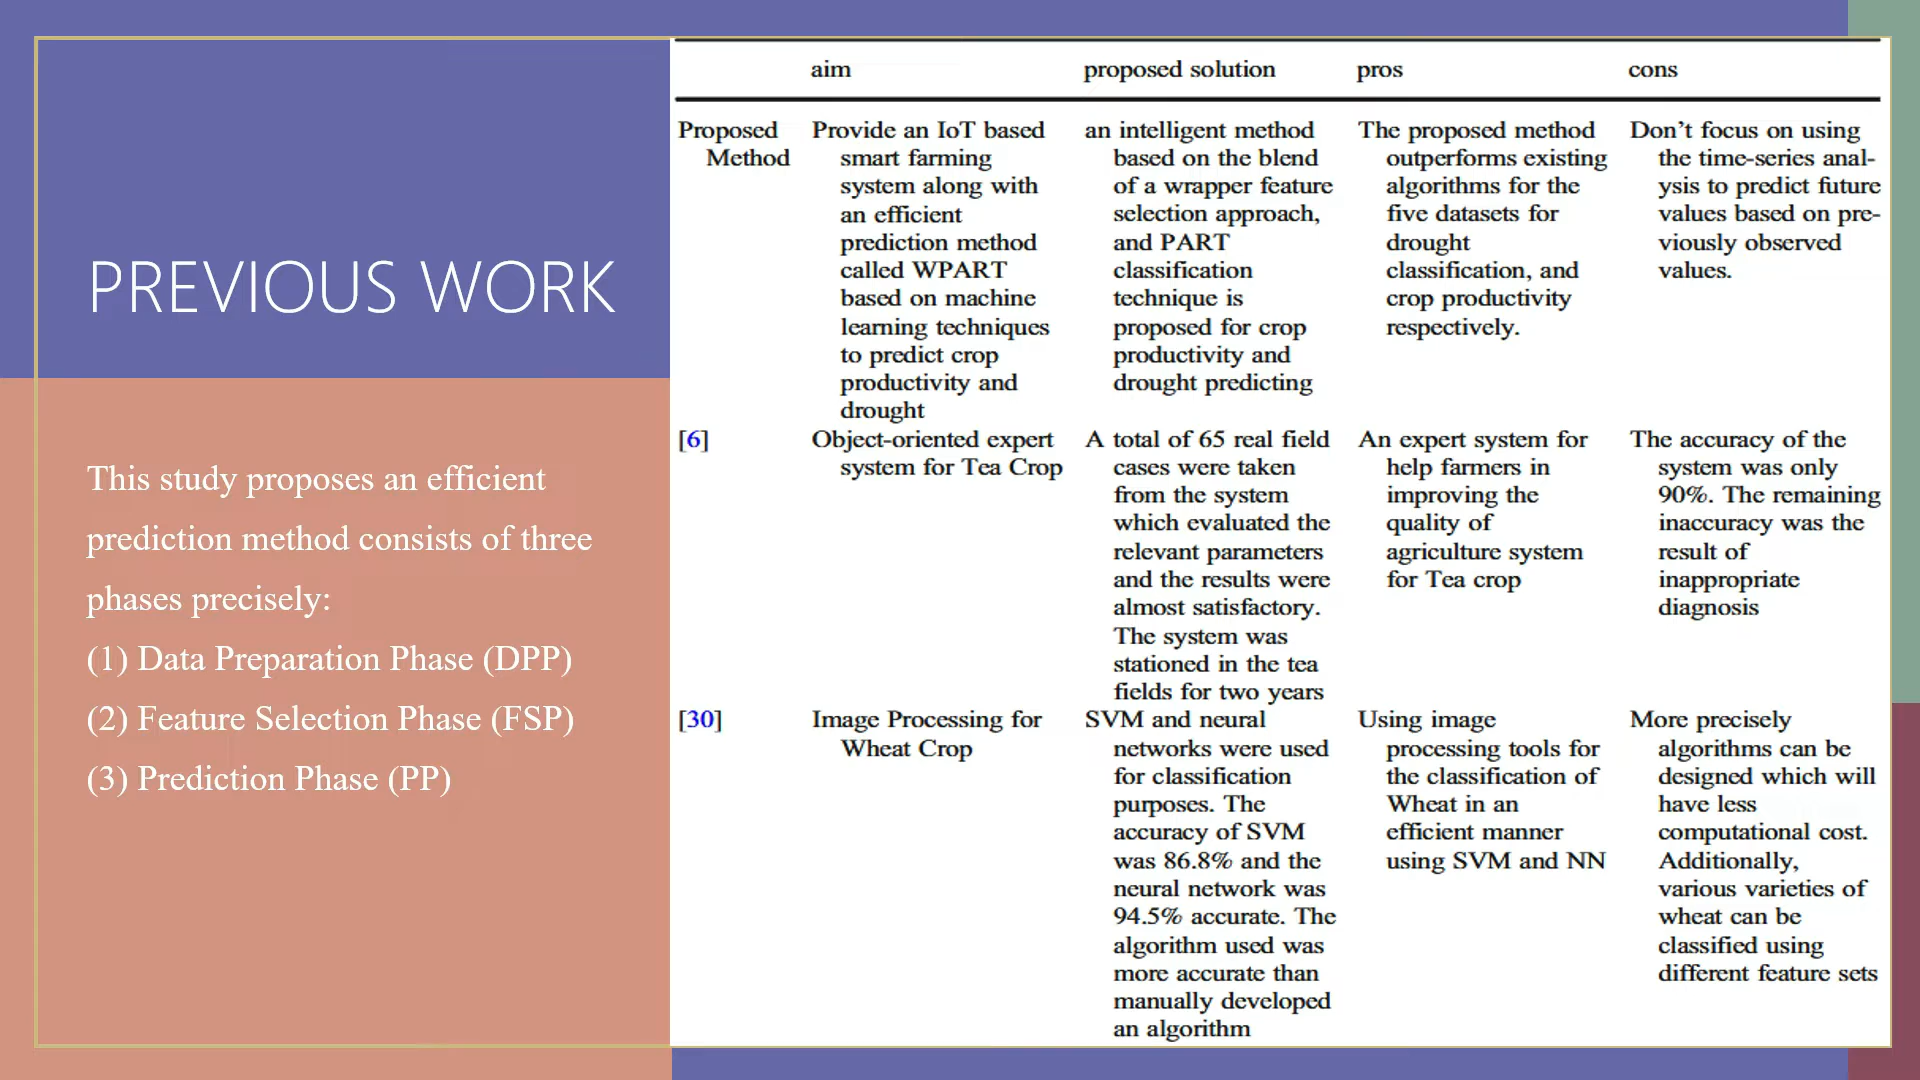 PREVIOUS WORK
This study proposes an efficient
prediction method consists of three
phases precisely:
(1) Data Preparation Phase (DPP)
(2) Feature Selection Phase (FSP)
(3) Prediction Phase (PP)
aim
proposed solution
pros
cons
Proposed
Method
Provide an IoT based
smart farming
system along with
an efficient
prediction method
called WPART
based on machine
learning techniques
to predict crop
productivity and
drought
an intelligent method
based on the blend
of a wrapper feature
selection approach,
and PART
classification
technique is
proposed for crop
productivity and
drought predicting
The proposed method
outperforms existing
algorithms for the
five datasets for
drought
classification, and
crop productivity
respectively.
Don’t focus on using
the time-series anal-
ysis to predict future
values based on pre-
viously observed
values.
[6]
Object-oriented expert
system for Tea Crop
A total of 65 real field
cases were taken
from the system
which evaluated the
relevant parameters
and the results were
almost satisfactory.
The system was
stationed in the tea
fields for two years
An expert system for
help farmers in
improving the
quality of
agriculture system
for Tea crop
The accuracy of the
system was only
90%. The remaining
inaccuracy was the
result of
inappropriate
diagnosis
[30]
Image Processing for
Wheat Crop
SVM and neural
networks were used
for classification
purposes. The
accuracy of SVM
was 86.8% and the
neural network was
94.5% accurate. The
algorithm used was
more accurate than
manually developed
an algorithm
Using image
processing tools for
the classification of
Wheat in an
efficient manner
using SVM and NN
More precisely
algorithms can be
designed which will
have less
computational cost.
Additionally,
various varieties of
wheat can be
classified using
different feature sets